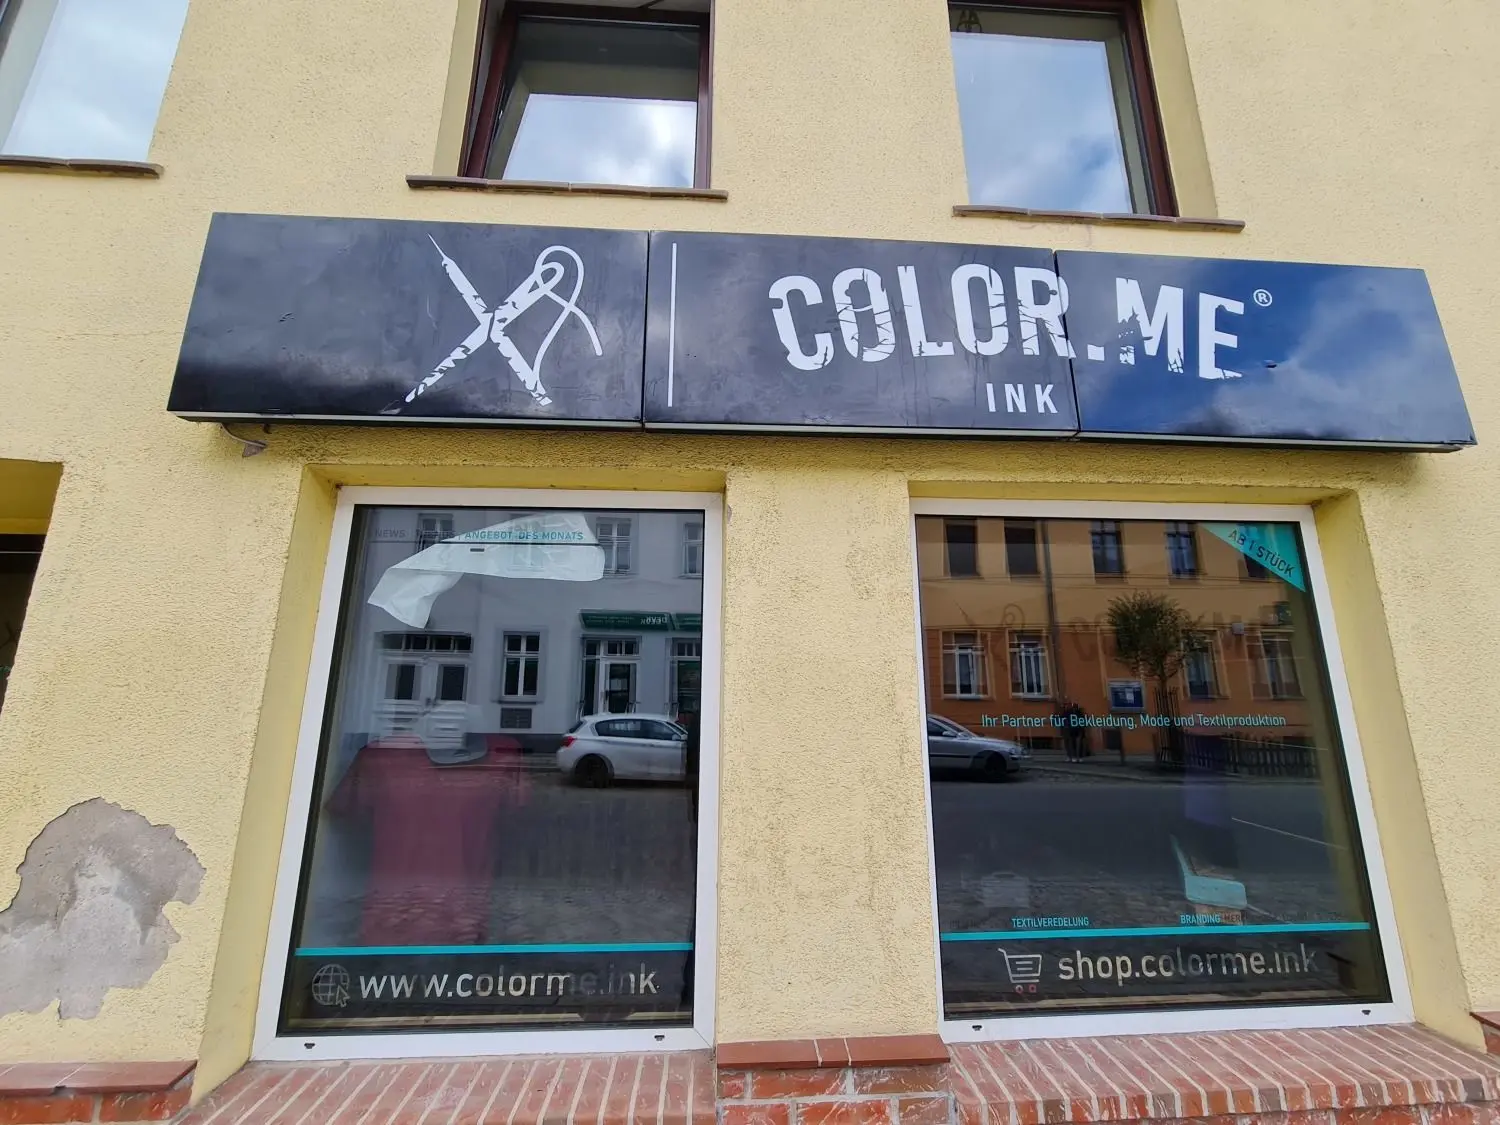 COLOR.ME®
INK
NEWS
ANGEBOT DES MONATS
AB 1 STÜCK
Ihr Partner für Bekleidung, Mode und Textilproduktion
TEXTILVEREDELUNG
BRANDING
www.colorme.ink
shop.colorme.ink